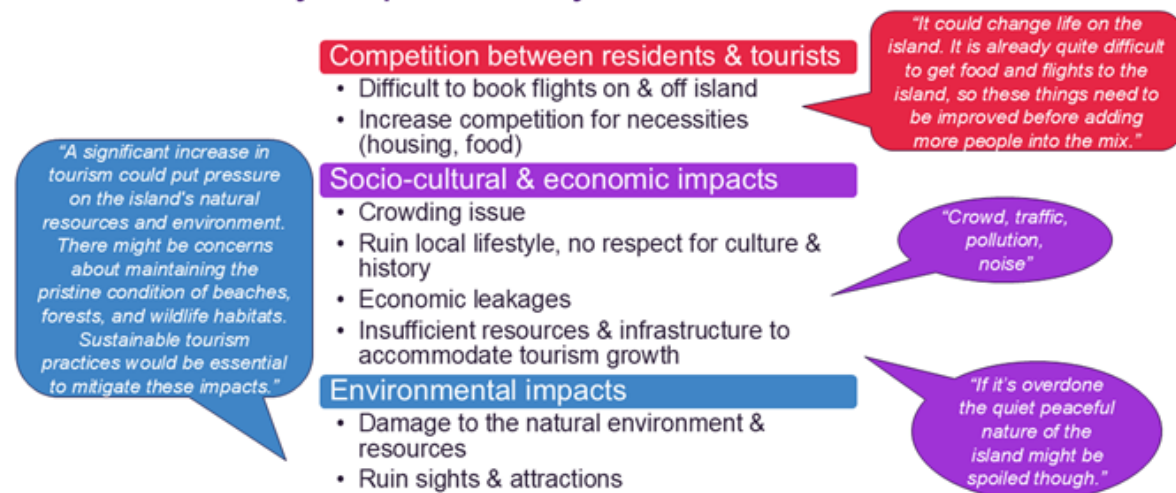 Competition between residents & tourists
• Difficult to book flights on & off island
• Increase competition for necessities
(housing, food)
"It could change life on the
island. It is already quite difficult
to get food and flights to the
island, so these things need to
be improved before adding
more people into the mix."
"A significant increase in
tourism could put pressure
on the island's natural
resources and environment.
There might be concerns
about maintaining the
pristine condition of beaches,
forests, and wildlife habitats.
Sustainable tourism
practices would be essential
to mitigate these impacts."
Socio-cultural & economic impacts
• Crowding issue
• Ruin local lifestyle, no respect for culture &
history
• Economic leakages
• Insufficient resources & infrastructure to
accommodate tourism growth
"Crowd, traffic,
pollution,
noise"
"If it's overdone
the quiet peaceful
nature of the
island might be
spoiled though."
Environmental impacts
• Damage to the natural environment &
resources
• Ruin sights & attractions